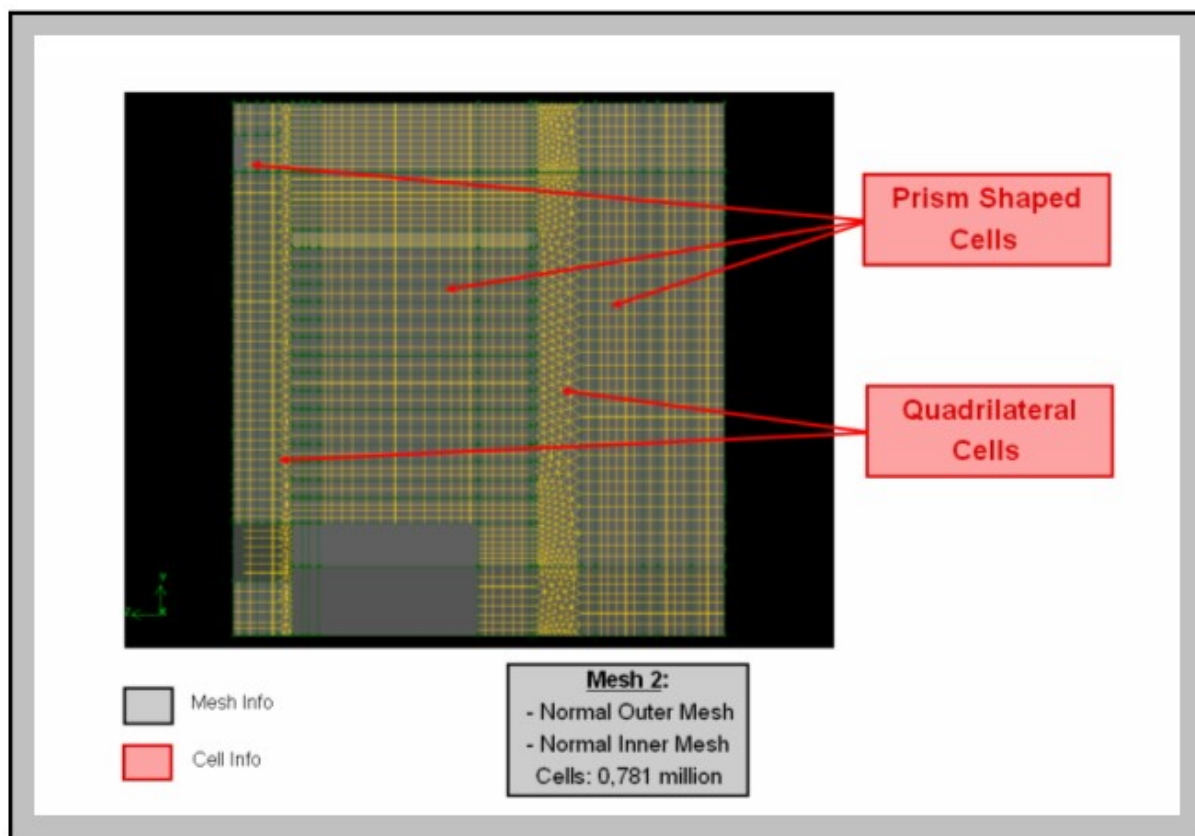 Prism Shaped
Cells
Quadrilateral
Cells
Mesh Info
Cell Info
Mesh 2:
- Normal Outer Mesh
- Normal Inner Mesh
Cells: 0,781 million